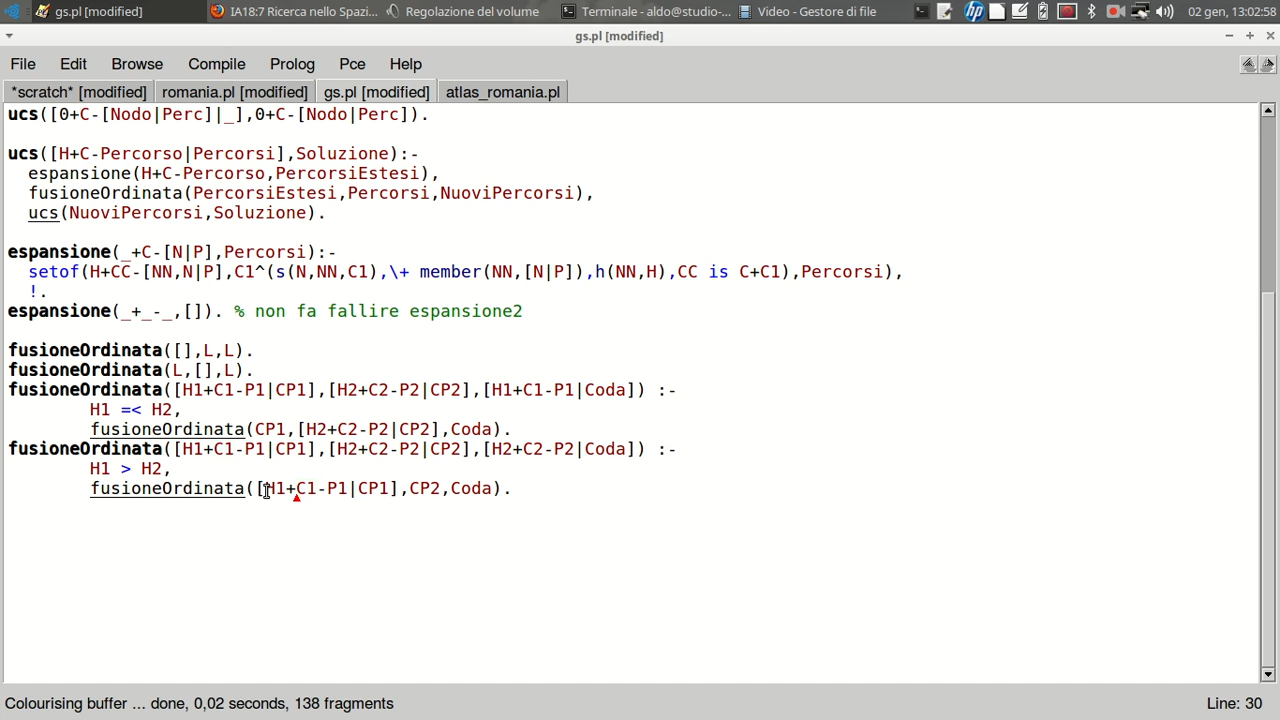 gs.pl [modified] IA18:7 Ricerca nello Spazi... Regolazione del volume Terminale - aldo@studio-... Video - Gestore di file 02 gen, 13:02:58
gs.pl [modified]
File Edit Browse Compile Prolog Pce Help
*scratch* [modified] romania.pl [modified] gs.pl [modified] atlas_romania.pl
ucs([0+C-[Nodo|Perc]|_],0+C-[Nodo|Perc]).
ucs([H+C-Percorso|Percorsi],Soluzione):-
espansione(H+C-Percorso,PercorsiEstesi),
fusioneOrdinata(PercorsiEstesi,Percorsi,NuoviPercorsi),
ucs(NuoviPercorsi,Soluzione).
espansione(_+C-[N|P],Percorsi):-
setof(H+CC-[NN,N|P],C1^(s(N,NN,C1),\+ member(NN,[N|P]),h(NN,H),CC is C+C1),Percorsi),
!.
espansione(_+_-_,[]). % non fa fallire espansione2
fusioneOrdinata([],L,L).
fusioneOrdinata(L,[],L).
fusioneOrdinata([H1+C1-P1|CP1],[H2+C2-P2|CP2],[H1+C1-P1|Coda]) :-
H1 =< H2,
fusioneOrdinata(CP1,[H2+C2-P2|CP2],Coda).
fusioneOrdinata([H1+C1-P1|CP1],[H2+C2-P2|CP2],[H2+C2-P2|Coda]) :-
H1 > H2,
fusioneOrdinata([H1+C1-P1|CP1],CP2,Coda).
Colourising buffer ... done, 0,02 seconds, 138 fragments Line: 30